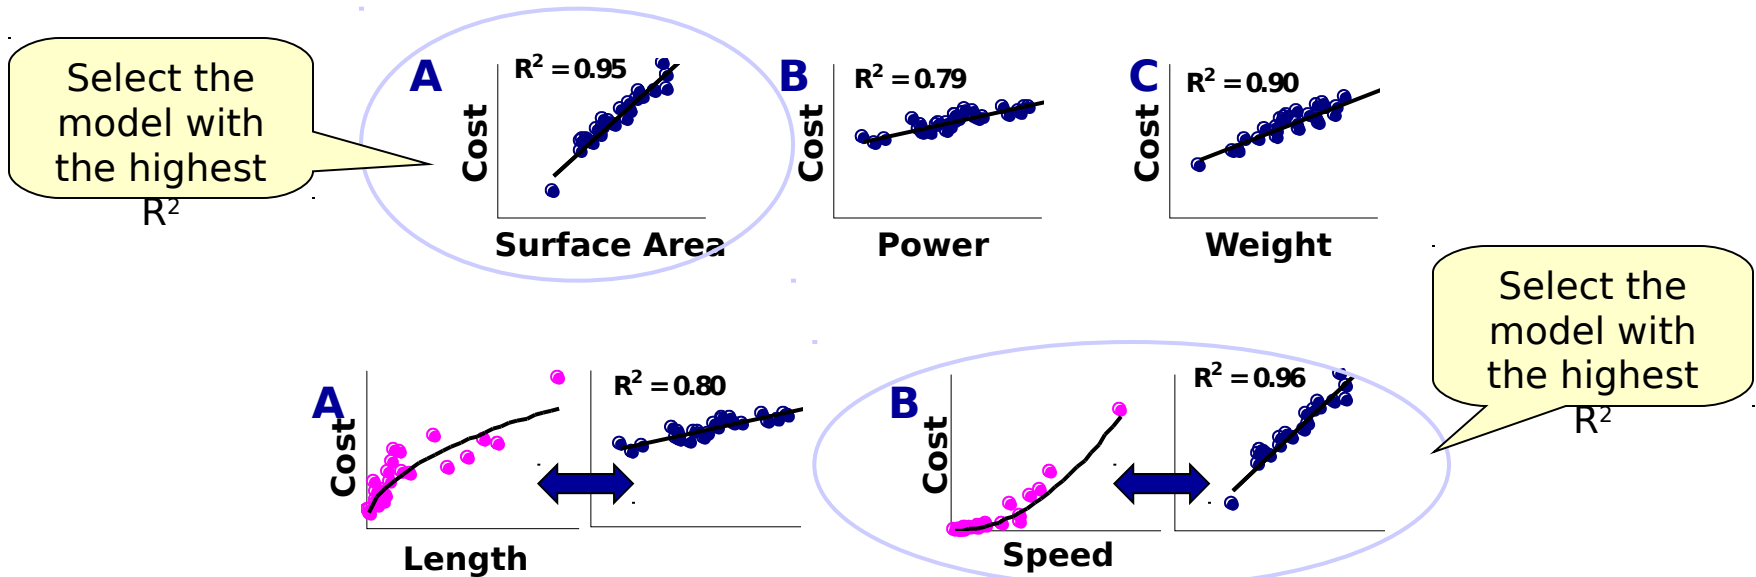 Select the
model with
the highest
R²
A
R² = 0.95
Cost
Surface Area
B
R² = 0.79
Cost
Power
C
R² = 0.90
Cost
Weight
Select the
model with
the highest
R²
A
Cost
Length
R² = 0.80
B
Cost
Speed
R² = 0.96